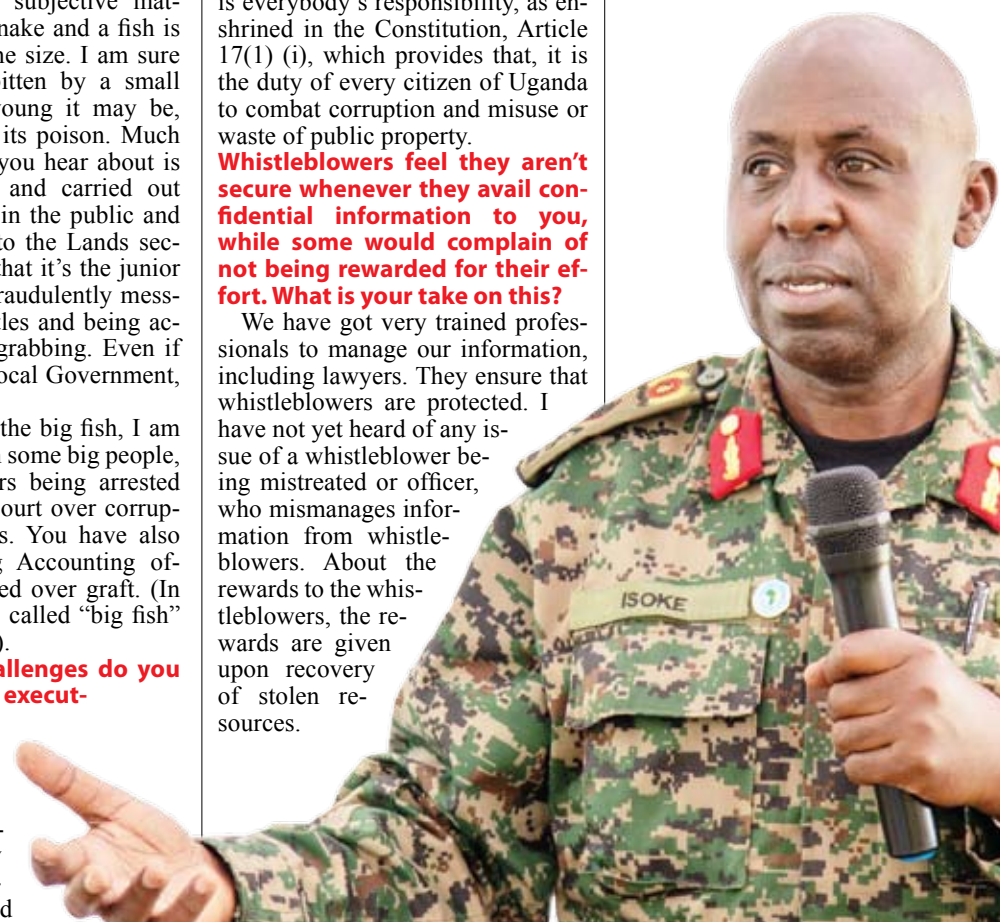 subjective mat-
nake and a fish is
ne size. I am sure
itten by a small
oung it may be,
its poison. Much
you hear about is
and carried out
in the public and
to the Lands sec-
hat it's the junior
raudulently mess-
tles and being ac-
grabbing. Even if
ocal Government,
the big fish, I am
some big people,
rs being arrested
ourt over corrup-
s. You have also
g Accounting of-
ed over graft. (In
called “big fish”
).
allenges do you
execut-
d
is everybody's responsibility, as en-
shrined in the Constitution, Article
17(1) (i), which provides that, it is
the duty of every citizen of Uganda
to combat corruption and misuse or
waste of public property.
Whistleblowers feel they aren’t
secure whenever they avail con-
fidential information to you,
while some would complain of
not being rewarded for their ef-
fort. What is your take on this?
We have got very trained profes-
sionals to manage our information,
including lawyers. They ensure that
whistleblowers are protected. I
have not yet heard of any is-
sue of a whistleblower be-
ing mistreated or officer,
who mismanages infor-
mation from whistle-
blowers. About the
rewards to the whis-
tleblowers, the re-
wards are given
upon recovery
of stolen re-
sources.
ISOKE